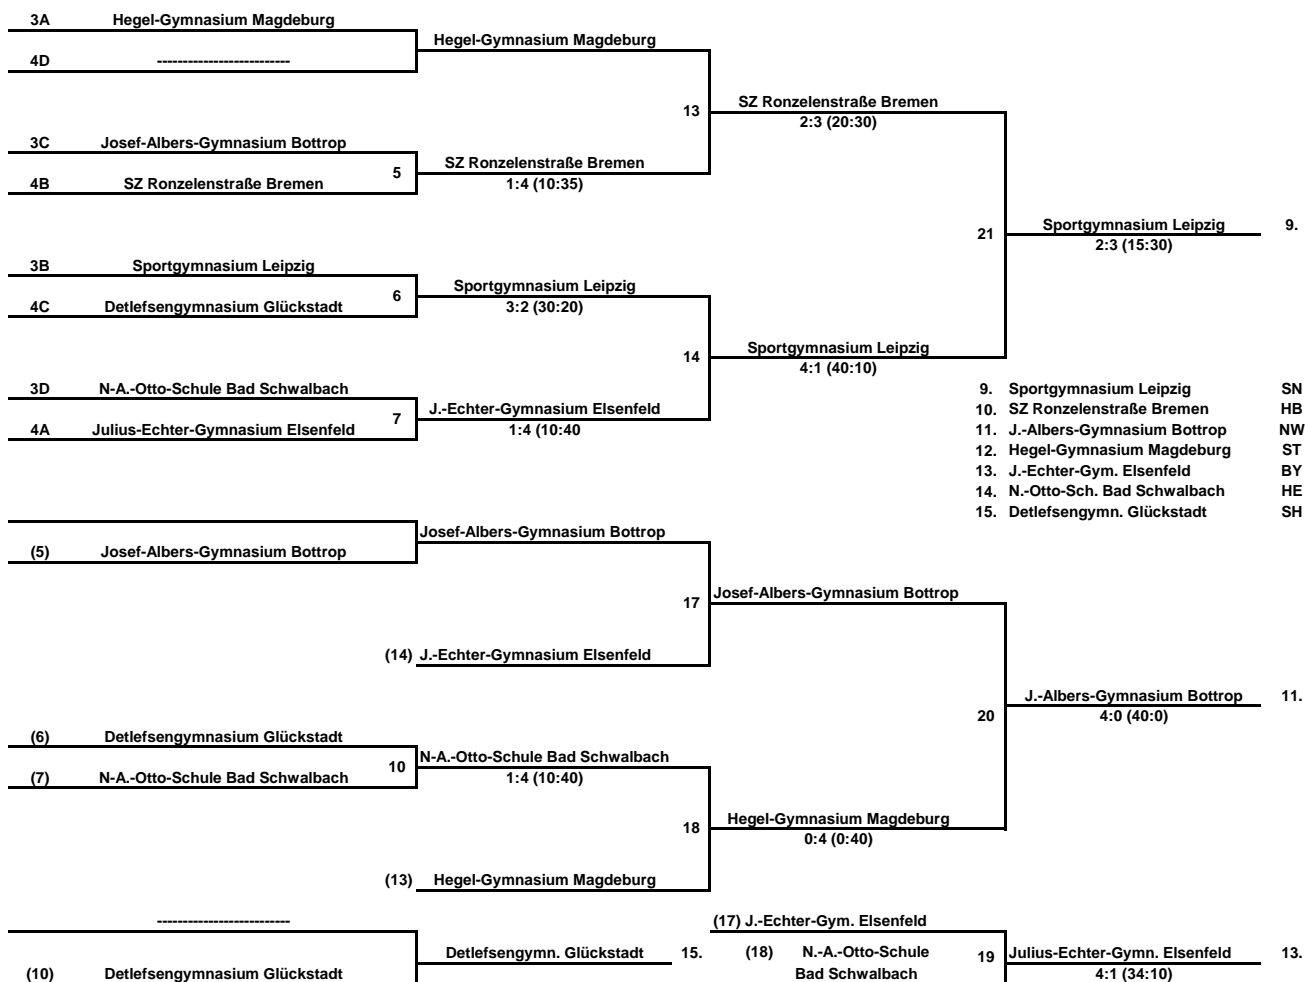 3A Hegel-Gymnasium Magdeburg
Hegel-Gymnasium Magdeburg
4D --------------------------
13 SZ Ronzelenstraße Bremen
2:3 (20:30)
3C Josef-Albers-Gymnasium Bottrop
5 SZ Ronzelenstraße Bremen
4B SZ Ronzelenstraße Bremen
1:4 (10:35)
21 Sportgymnasium Leipzig 9.
2:3 (15:30)
3B Sportgymnasium Leipzig
6 Sportgymnasium Leipzig
4C Detlefsengymnasium Glückstadt
3:2 (30:20)
14 Sportgymnasium Leipzig
4:1 (40:10)
3D N-A.-Otto-Schule Bad Schwalbach
7 J.-Echter-Gymnasium Elsenfeld
4A Julius-Echter-Gymnasium Elsenfeld
1:4 (10:40
9. Sportgymnasium Leipzig SN
10. SZ Ronzelenstraße Bremen HB
11. J.-Albers-Gymnasium Bottrop NW
12. Hegel-Gymnasium Magdeburg ST
13. J.-Echter-Gym. Elsenfeld BY
14. N.-Otto-Sch. Bad Schwalbach HE
15. Detlefsengymn. Glückstadt SH
Josef-Albers-Gymnasium Bottrop
(5) Josef-Albers-Gymnasium Bottrop
17 Josef-Albers-Gymnasium Bottrop
(14) J.-Echter-Gymnasium Elsenfeld
20 J.-Albers-Gymnasium Bottrop 11.
4:0 (40:0)
(6) Detlefsengymnasium Glückstadt
10 N-A.-Otto-Schule Bad Schwalbach
(7) N-A.-Otto-Schule Bad Schwalbach
1:4 (10:40)
18 Hegel-Gymnasium Magdeburg
0:4 (0:40)
(13) Hegel-Gymnasium Magdeburg
--------------------------
(17) J.-Echter-Gym. Elsenfeld
Detlefsengymn. Glückstadt 15.
(18) N.-A.-Otto-Schule
19 Julius-Echter-Gymn. Elsenfeld 13.
(10) Detlefsengymnasium Glückstadt
Bad Schwalbach
4:1 (34:10)